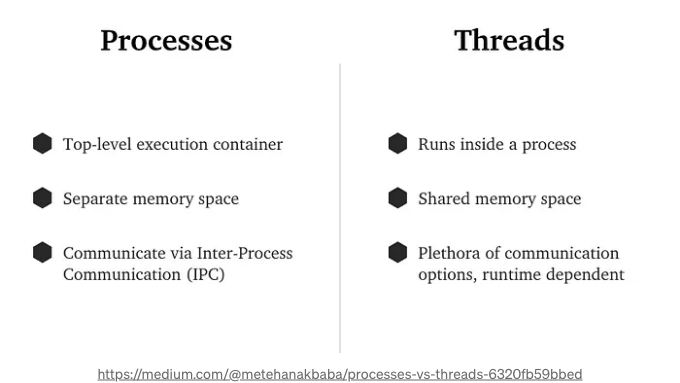 Processes
Top-level execution container
Separate memory space
Communicate via Inter-Process
Communication (IPC)
Threads
Runs inside a process
Shared memory space
Plethora of communication
options, runtime dependent
https://medium.com/@metehanakbaba/processes-vs-threads-6320fb59bbed